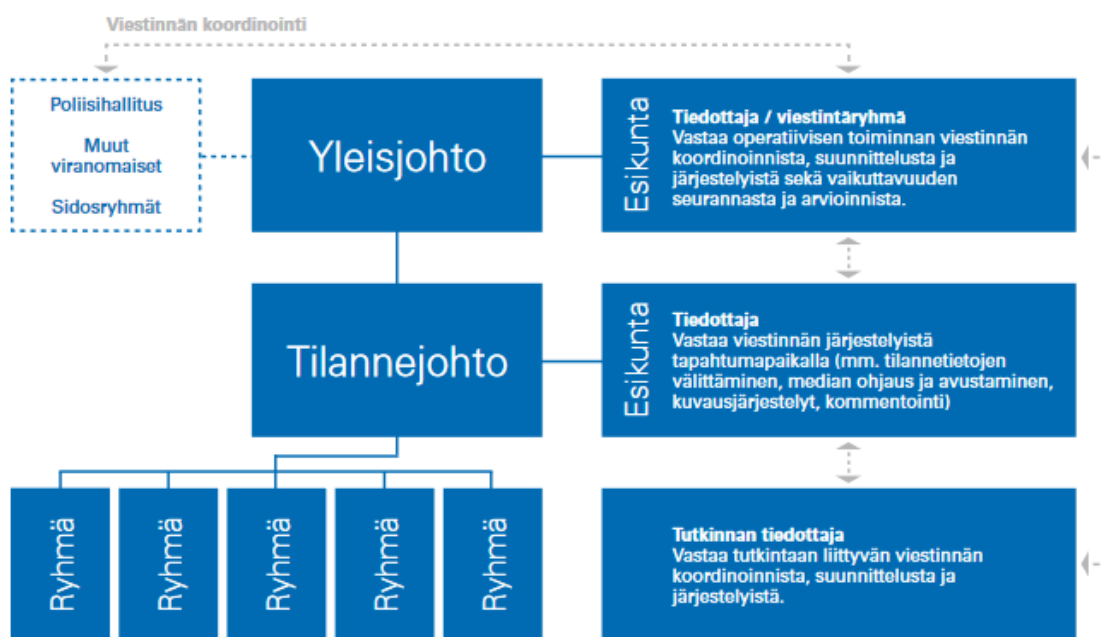 Viestinnän koordinointi
Poliisihallitus
Muut
viranomaiset
Sidosryhmät
Yleisjohto
Esikunta
Tiedottaja / viestintäryhmä
Vastaa operatiivisen toiminnan viestinnän
koordinoinnista, suunnittelusta ja
järjestelyistä sekä vaikuttavuuden
seurannasta ja arvioinnista.
Tilannejohto
Esikunta
Tiedottaja
Vastaa viestinnän järjestelyistä
tapahtumapaikalla (mm. tilannetietojen
välittäminen, median ohjaus ja avustaminen,
kuvausjärjestelyt, kommentointi)
Ryhmä
Ryhmä
Ryhmä
Ryhmä
Ryhmä
Tutkinnan tiedottaja
Vastaa tutkintaan liittyvän viestinnän
koordinoinnista, suunnittelusta ja
järjestelyistä.